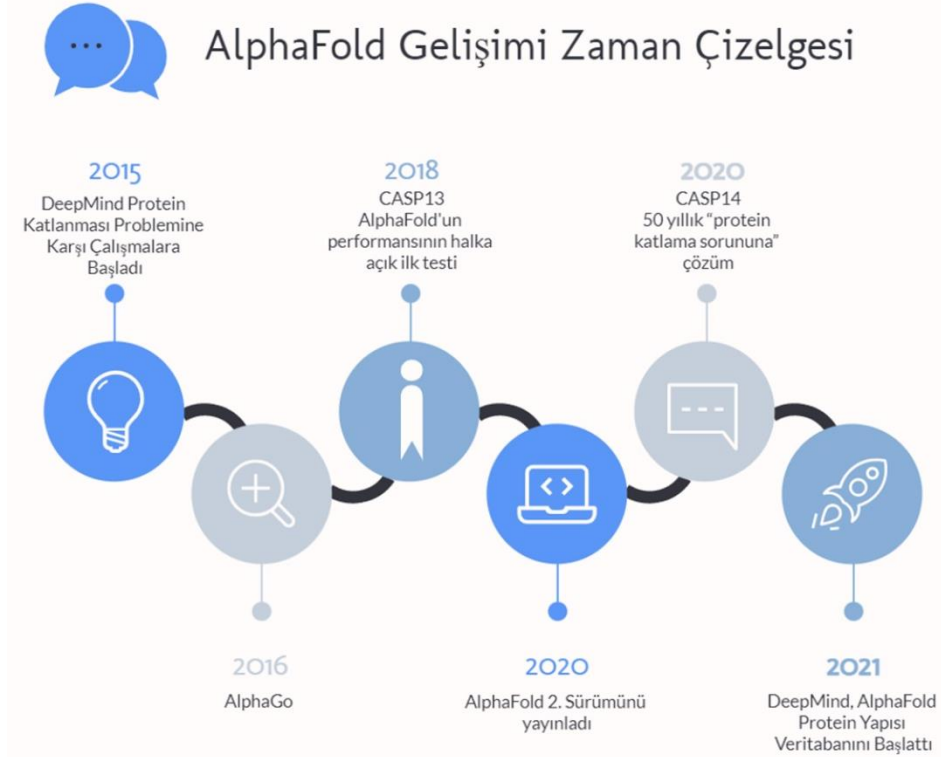 AlphaFold Gelişimi Zaman Çizelgesi
2015
DeepMind Protein
Katlanması Problemine
Karşı Çalışmalara
Başladı
2016
AlphaGo
2018
CASP13
AlphaFold'un
performansının halka
açık ilk testi
2020
AlphaFold 2. Sürümünü
yayınladı
2020
CASP14
50 yıllık “protein
katlama sorununa”
çözüm
2021
DeepMind, AlphaFold
Protein Yapısı
Veritabanını Başlattı